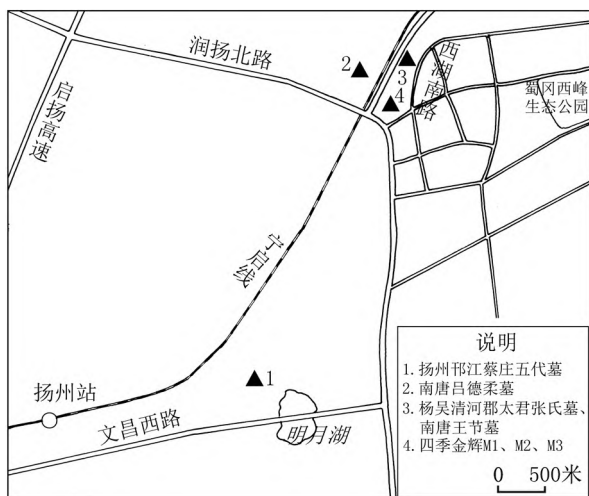 润扬北路
2
3
4
西湖南路
蜀冈西峰
生态公园
启扬高速
宁启线
1
扬州站
文昌西路
明月湖
说明
1. 扬州邗江蔡庄五代墓
2. 南唐吕德柔墓
3. 杨吴清河郡太君张氏墓、
南唐王节墓
4. 四季金辉M1、M2、M3
0 500米